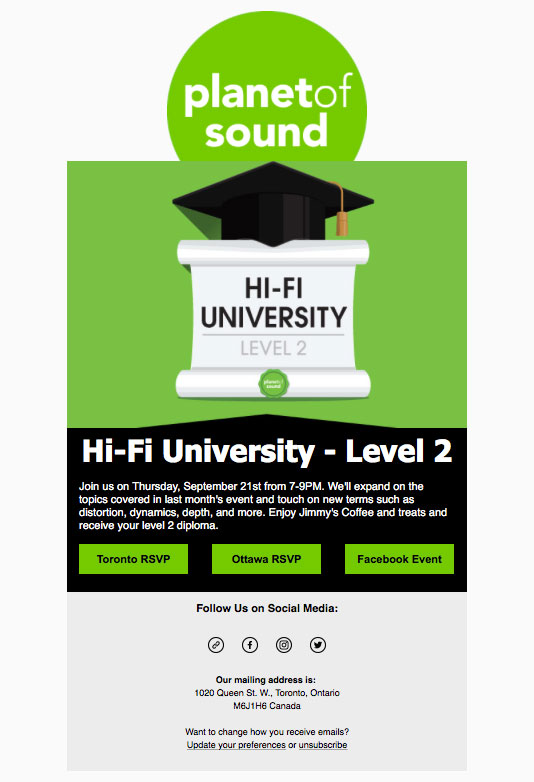 planetof
sound
HI-FI
UNIVERSITY
LEVEL 2
planetof
sound
Hi-Fi University - Level 2
Join us on Thursday, September 21st from 7-9PM. We'll expand on the
topics covered in last month's event and touch on new terms such as
distortion, dynamics, depth, and more. Enjoy Jimmy's Coffee and treats and
receive your level 2 diploma.
Toronto RSVP Ottawa RSVP Facebook Event
Follow Us on Social Media:
Our mailing address is:
1020 Queen St. W., Toronto, Ontario
M6J1H6 Canada
Want to change how you receive emails?
Update your preferences or unsubscribe